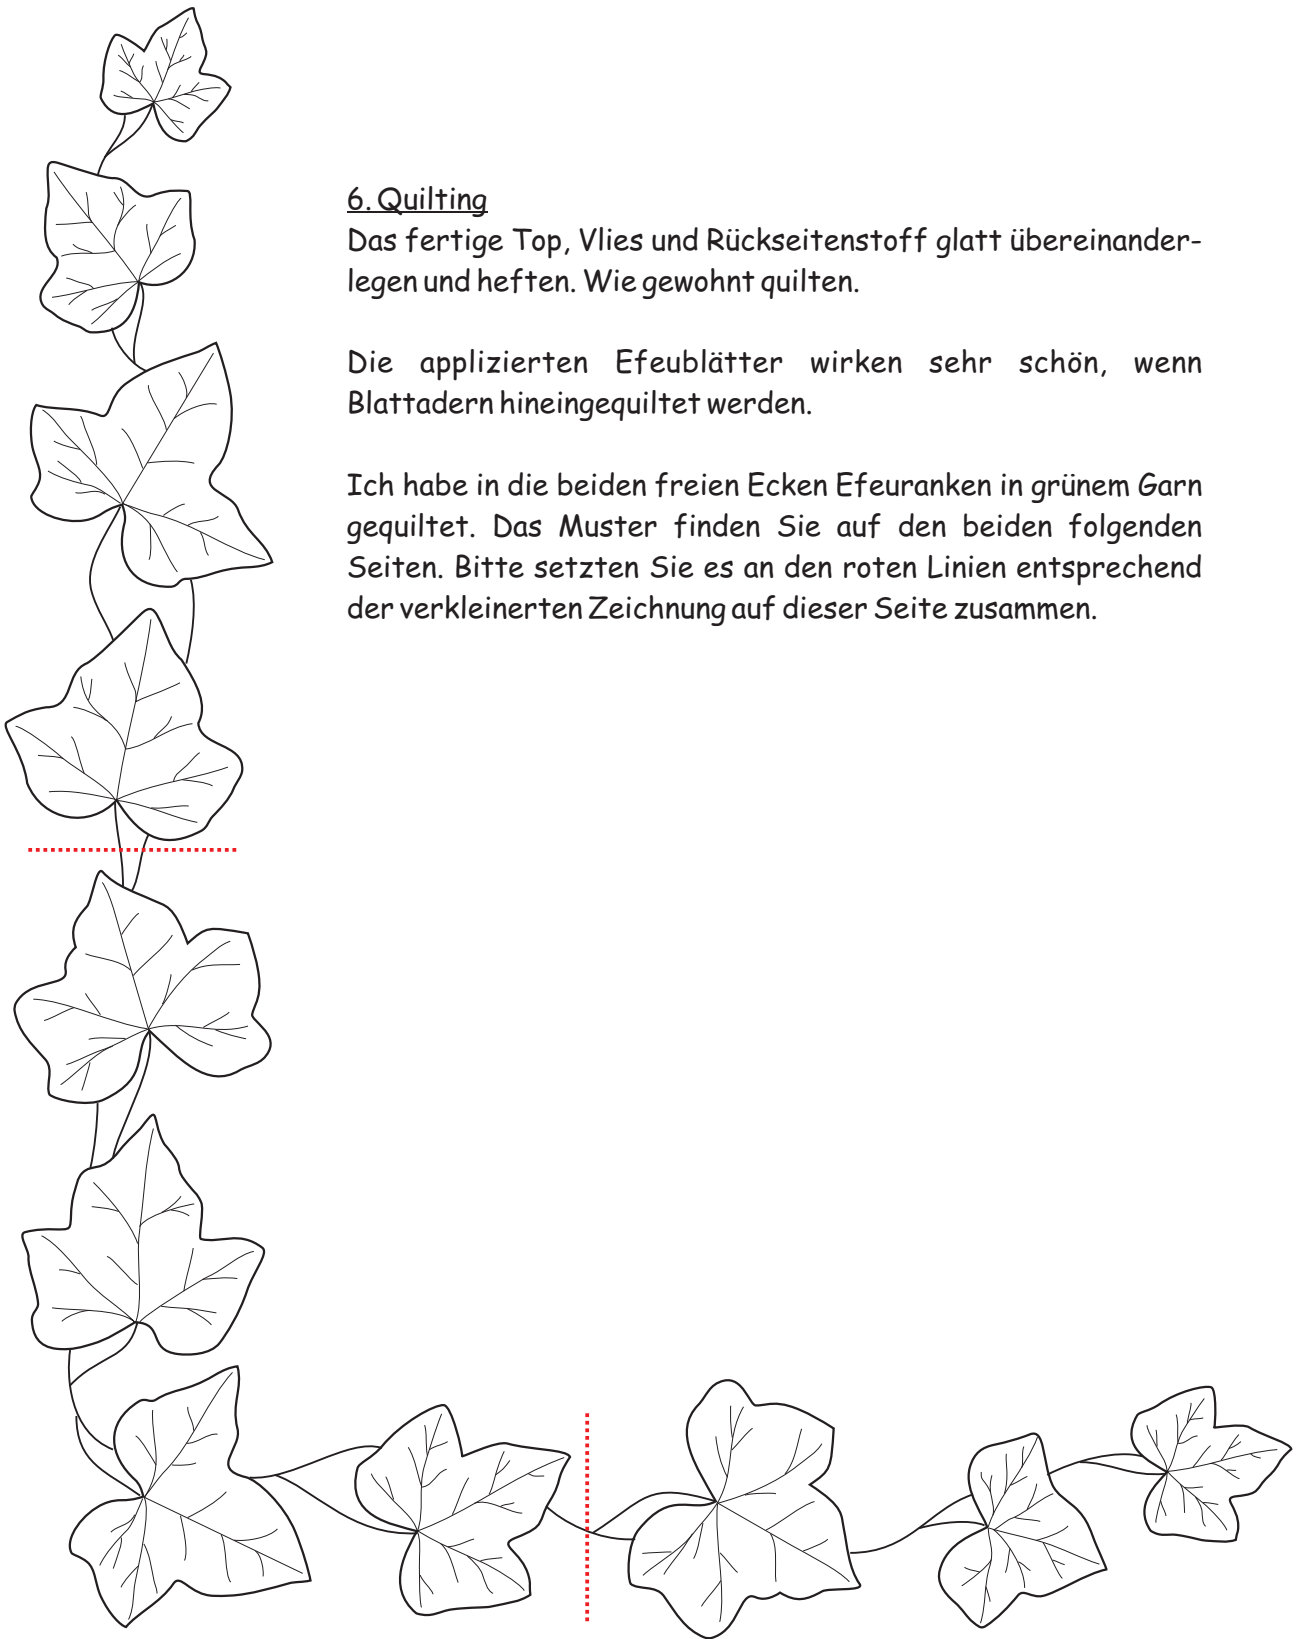 6. Quilting
Das fertige Top, Vlies und Rückseitenstoff glatt übereinander-
legen und heften. Wie gewohnt quilten.
Die applizierten Efeublätter wirken sehr schön, wenn
Blattadern hineingequiltet werden.
Ich habe in die beiden freien Ecken Efeuranken in grünem Garn
gequiltet. Das Muster finden Sie auf den beiden folgenden
Seiten. Bitte setzten Sie es an den roten Linien entsprechend
der verkleinerten Zeichnung auf dieser Seite zusammen.